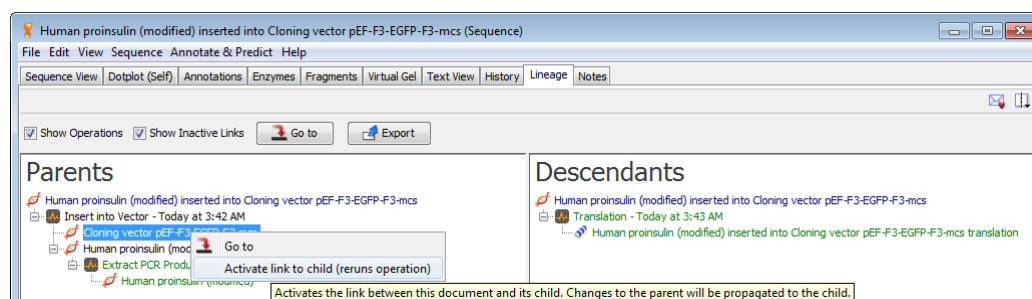 Human proinsulin (modified) inserted into Cloning vector pEF-F3-EGFP-F3-mcs (Sequence)
File Edit View Sequence Annotate & Predict Help
Sequence View Dotplot (Self) Annotations Enzymes Fragments Virtual Gel Text View History Lineage Notes
Show Operations Show Inactive Links Go to Export
Parents
Human proinsulin (modified) inserted into Cloning vector pEF-F3-EGFP-F3-mcs
Insert into Vector - Today at 3:42 AM
Cloning vector pEF-F3-EGFP-F3-mcs
Human proinsulin (mod
Extract PCR Produ
Human proinsulin (modified)
Go to
Activate link to child (reruns operation)
Activates the link between this document and its child. Changes to the parent will be propagated to the child.
Descendants
Human proinsulin (modified) inserted into Cloning vector pEF-F3-EGFP-F3-mcs
Translation - Today at 3:43 AM
Human proinsulin (modified) inserted into Cloning vector pEF-F3-EGFP-F3-mcs translation